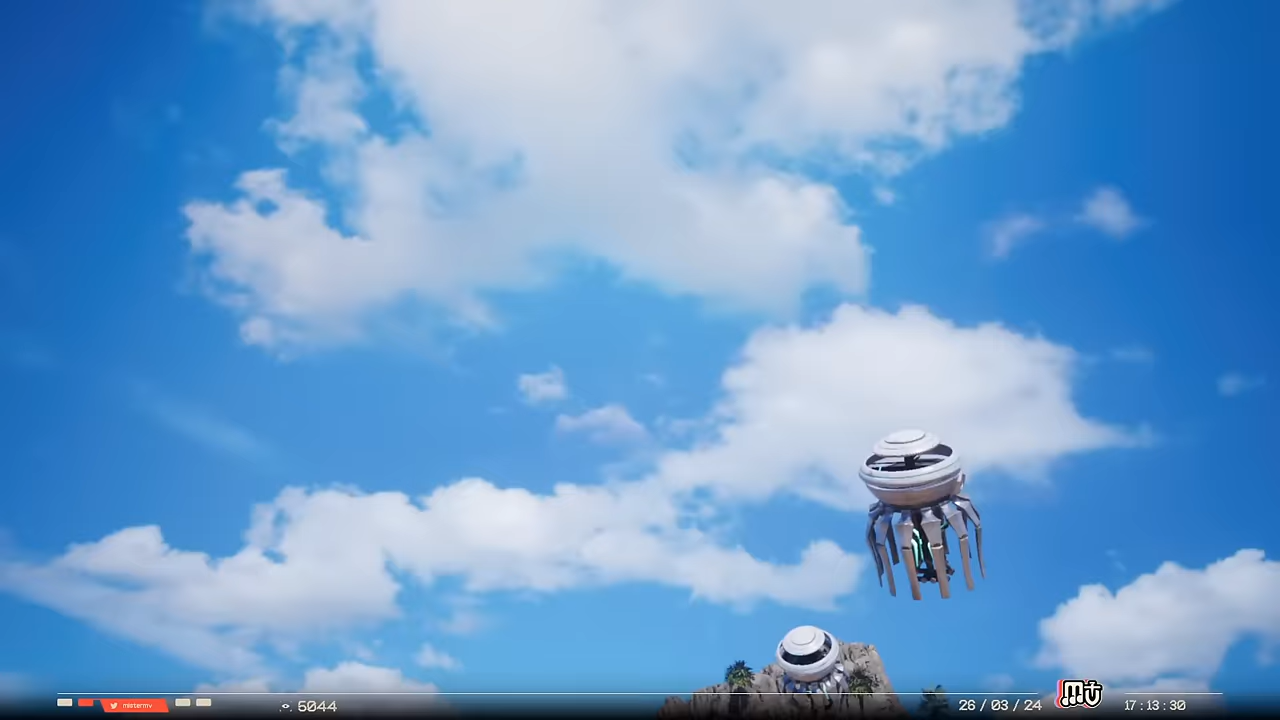 mistermv
5044
26 / 03 / 24
mv
17 : 13 : 30